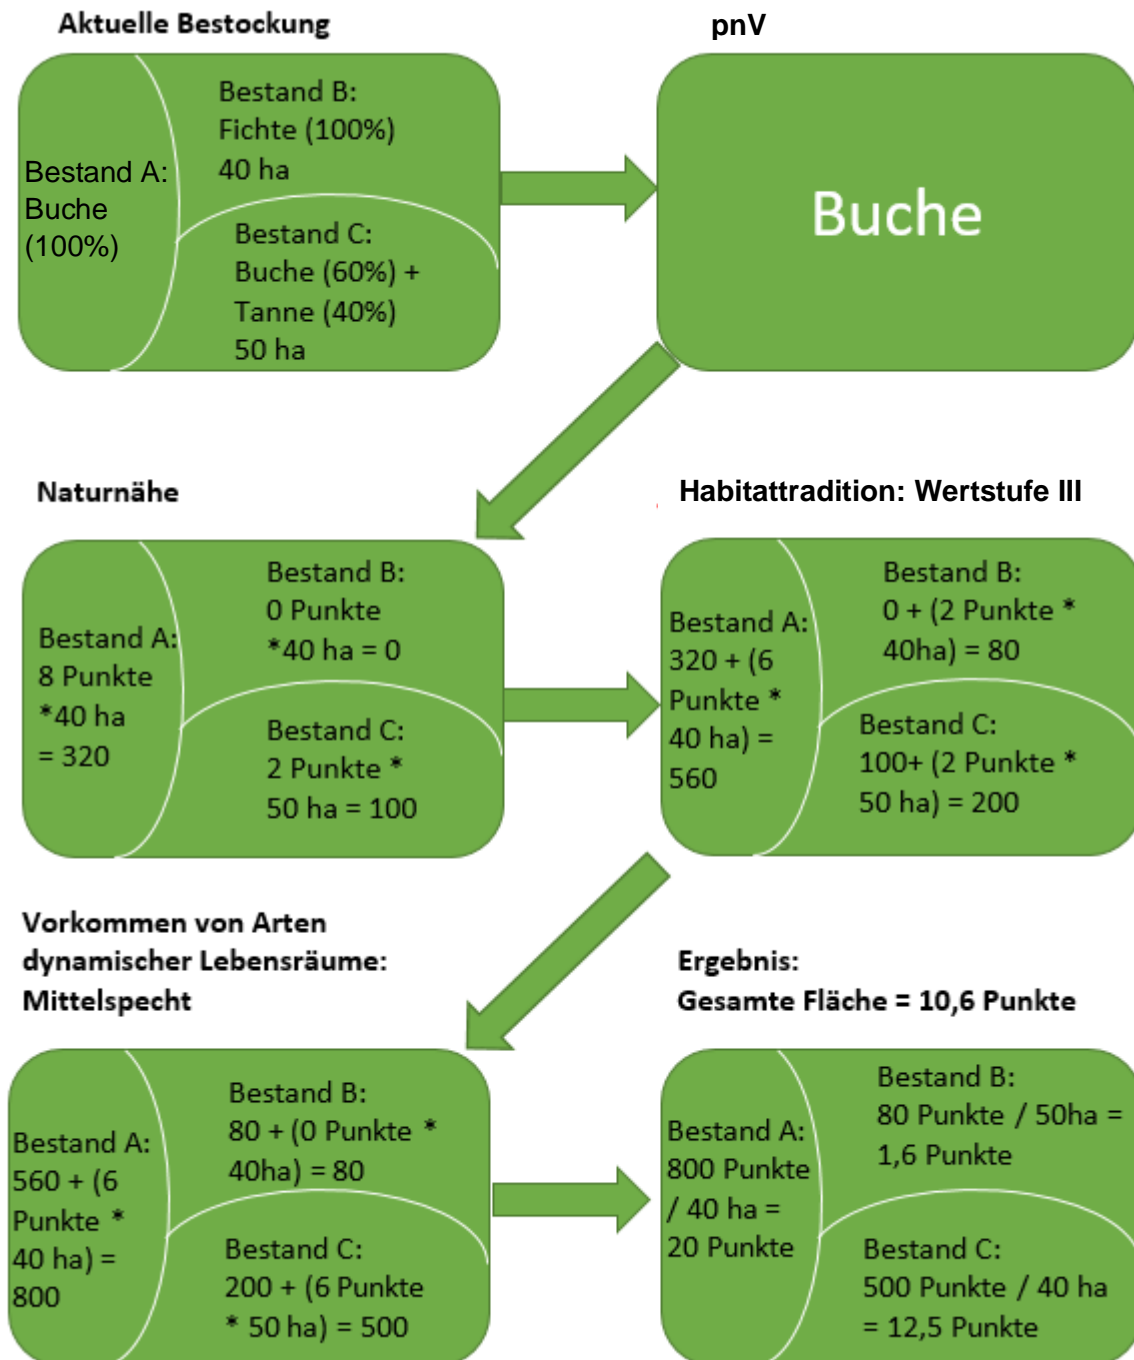 Aktuelle Bestockung
pnV
Bestand A:
Buche
(100%)
Bestand B:
Fichte (100%)
40 ha
Bestand C:
Buche (60%) +
Tanne (40%)
50 ha
Buche
Naturnähe
Habitattradition: Wertstufe III
Bestand A:
8 Punkte
*40 ha
= 320
Bestand B:
0 Punkte
*40 ha = 0
Bestand C:
2 Punkte *
50 ha = 100
Bestand A:
320 + (6
Punkte *
40 ha) =
560
Bestand B:
0 + (2 Punkte *
40ha) = 80
Bestand C:
100+ (2 Punkte *
50 ha) = 200
Vorkommen von Arten
dynamischer Lebensräume:
Mittelspecht
Ergebnis:
Gesamte Fläche = 10,6 Punkte
Bestand A:
560 + (6
Punkte *
40 ha) =
800
Bestand B:
80 + (0 Punkte *
40ha) = 80
Bestand C:
200 + (6 Punkte
* 50 ha) = 500
Bestand A:
800 Punkte
/ 40 ha =
20 Punkte
Bestand B:
80 Punkte / 50ha =
1,6 Punkte
Bestand C:
500 Punkte / 40 ha
= 12,5 Punkte